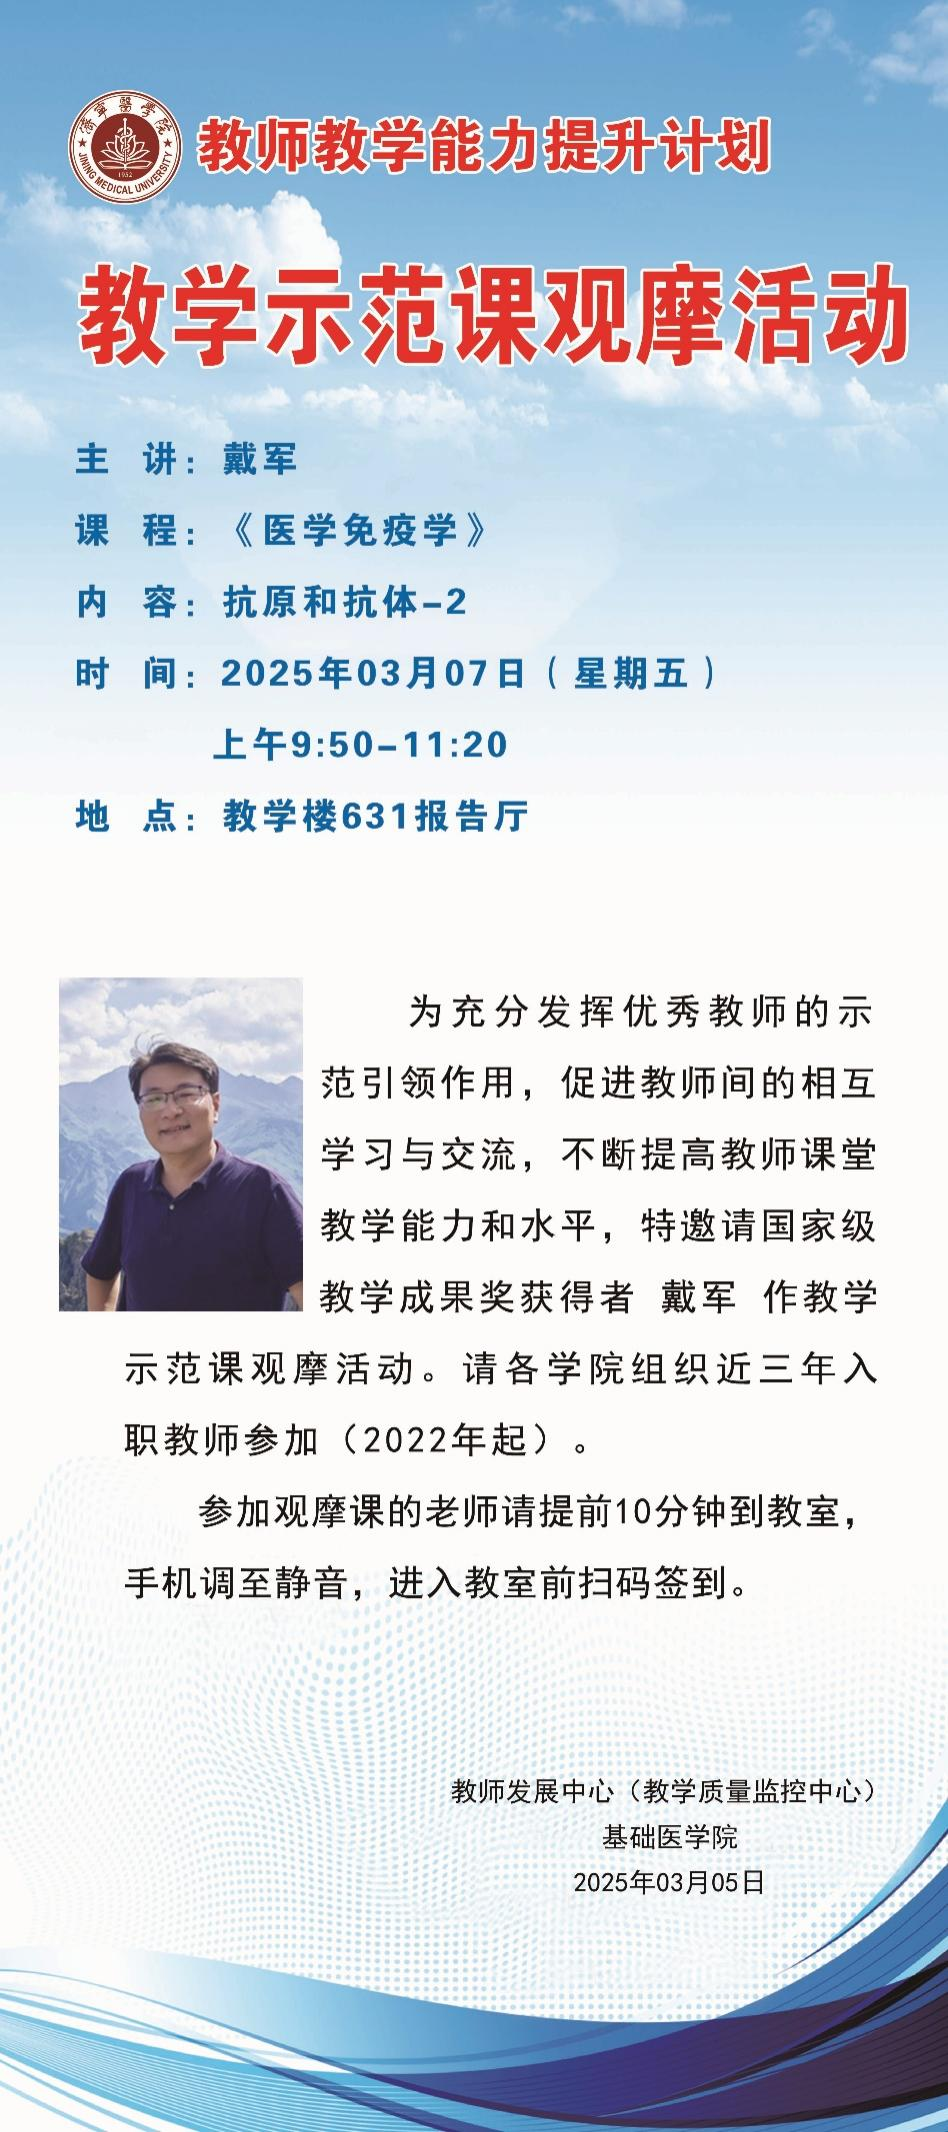 濟寧醫學院
1952
JINING MEDICAL UNIVERSITY
教师教学能力提升计划
教学示范课观摩活动
主 讲：戴军
课 程：《医学免疫学》
内 容：抗原和抗体-2
时 间：2025年03月07日（星期五）
上午9:50-11:20
地 点：教学楼631报告厅
为充分发挥优秀教师的示
范引领作用，促进教师间的相互
学习与交流，不断提高教师课堂
教学能力和水平，特邀请国家级
教学成果奖获得者 戴军 作教学
示范课观摩活动。请各学院组织近三年入
职教师参加（2022年起）。
参加观摩课的老师请提前10分钟到教室，
手机调至静音，进入教室前扫码签到。
教师发展中心（教学质量监控中心）
基础医学院
2025年03月05日